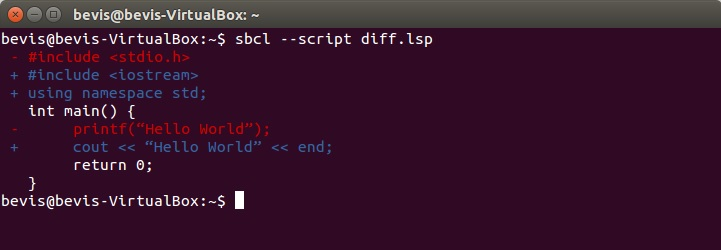 bevis@bevis-VirtualBox: ~
bevis@bevis-VirtualBox:~$ sbcl --script diff.lsp
- #include <stdio.h>
+ #include <iostream>
+ using namespace std;
int main() {
-      printf(“Hello World”);
+      cout << “Hello World” << end;
return 0;
}
bevis@bevis-VirtualBox:~$